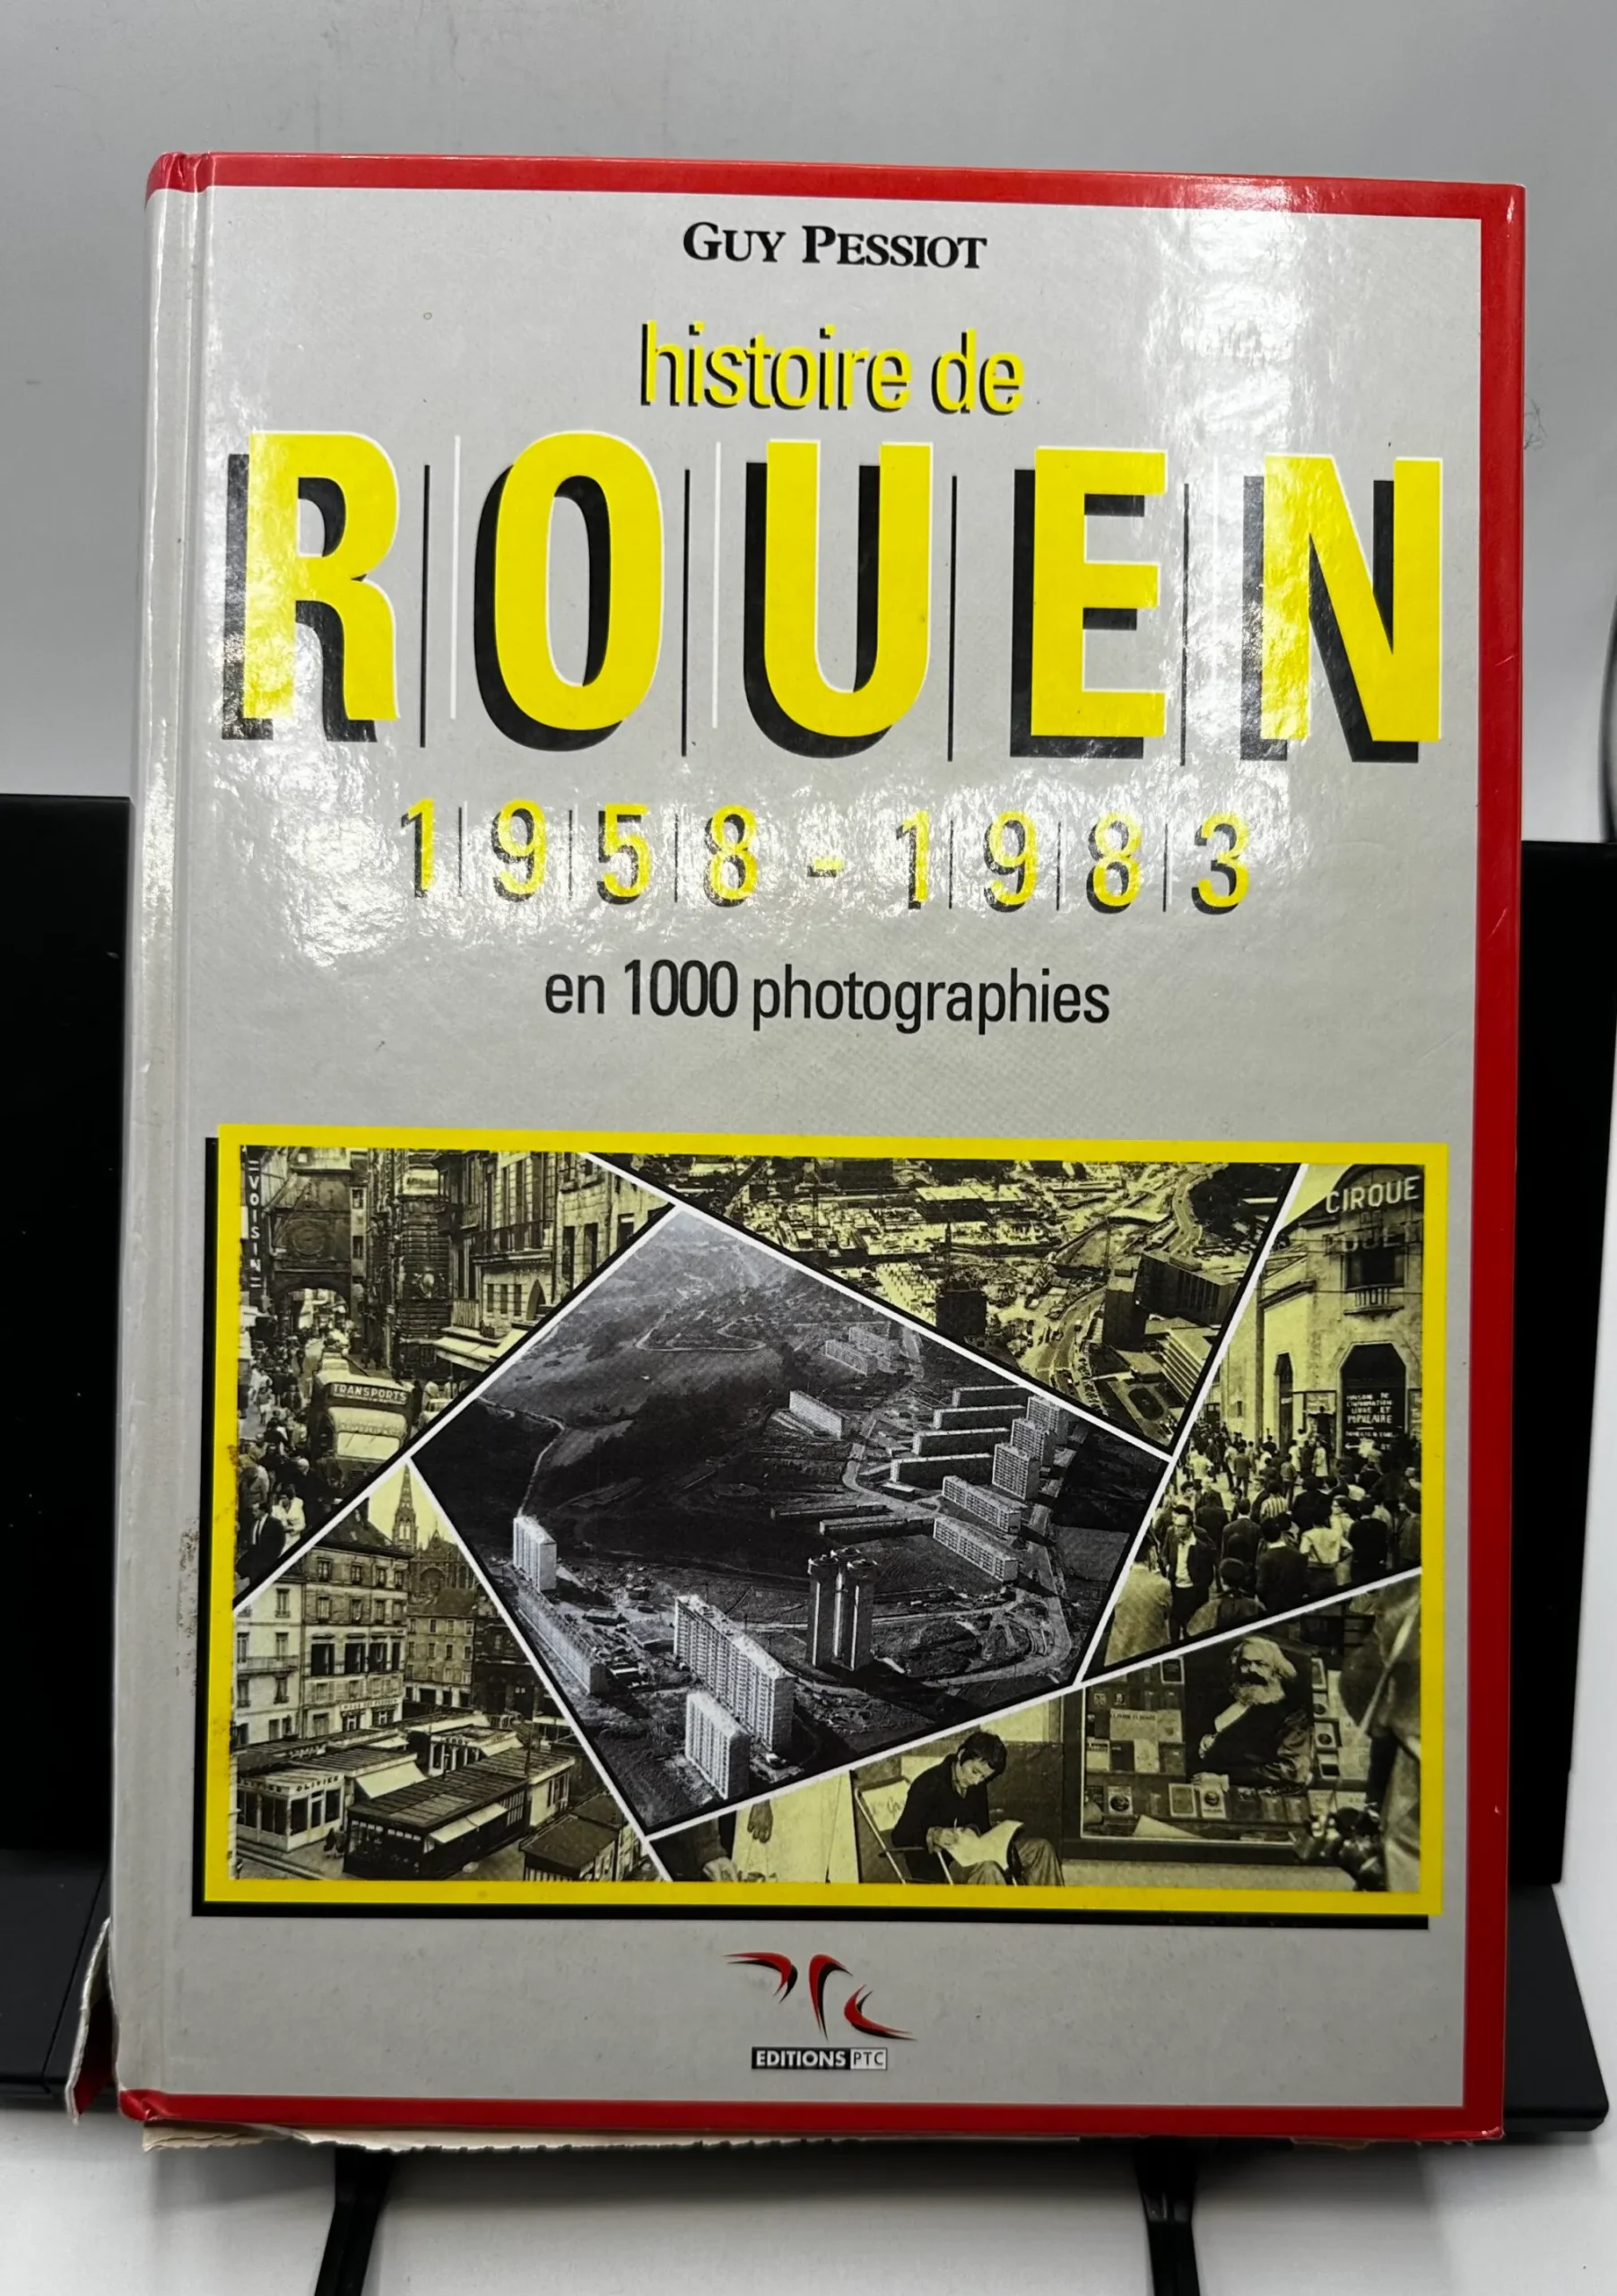 GUY PESSIOT
histoire de
ROUEN
1958-1983
en 1000 photographies
VOISIN
TRANSPORTS
CIRQUE
EDITIONS PTC